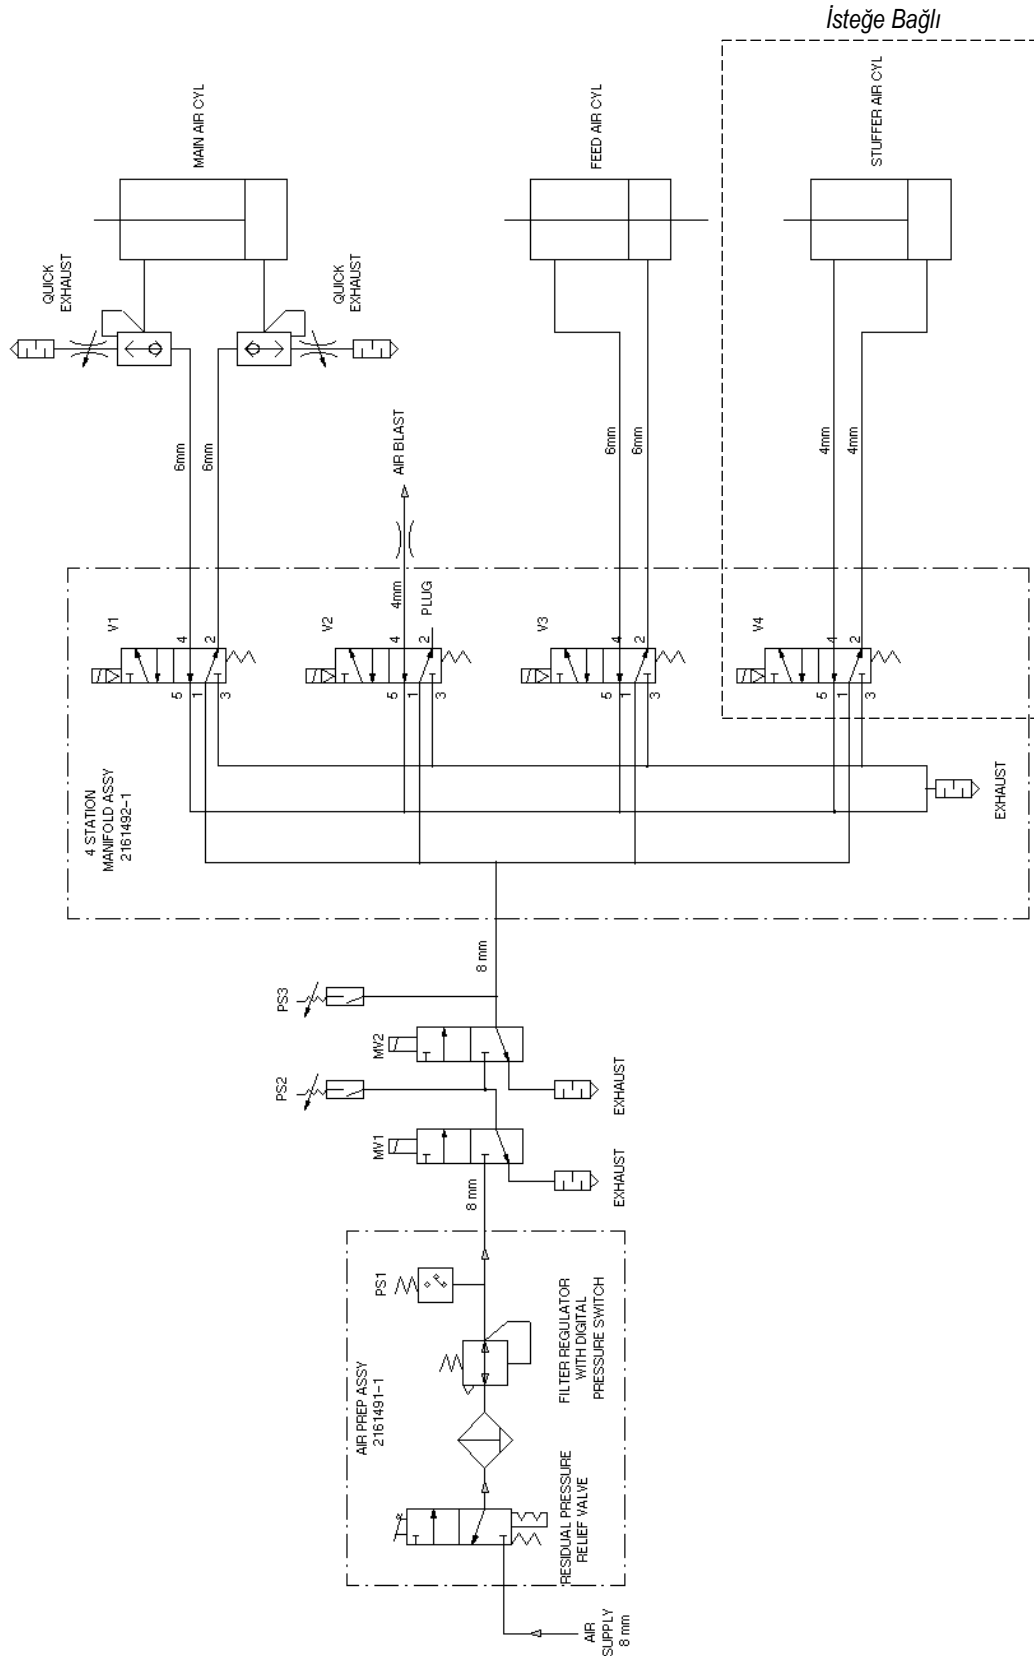 İsteğe Bağlı
MAIN AIR CYL
FEED AIR CYL
STUFFER AIR CYL
QUICK
EXHAUST
QUICK
EXHAUST
6mm
6mm
AIR BLAST
6mm
6mm
4mm
4mm
4mm
PLUG
V1
4
2
5
1
3
V2
4
2
5
1
3
V3
4
2
5
1
3
V4
4
2
5
1
3
4 STATION
MANIFOLD ASSY
2161492-1
EXHAUST
8 mm
PS3
MV2
EXHAUST
PS2
MV1
EXHAUST
8 mm
PS1
AIR PREP ASSY
2161491-1
FILTER REGULATOR
WITH DIGITAL
PRESSURE SWITCH
RESIDUAL PRESSURE
RELIEF VALVE
AIR
SUPPLY
8 mm